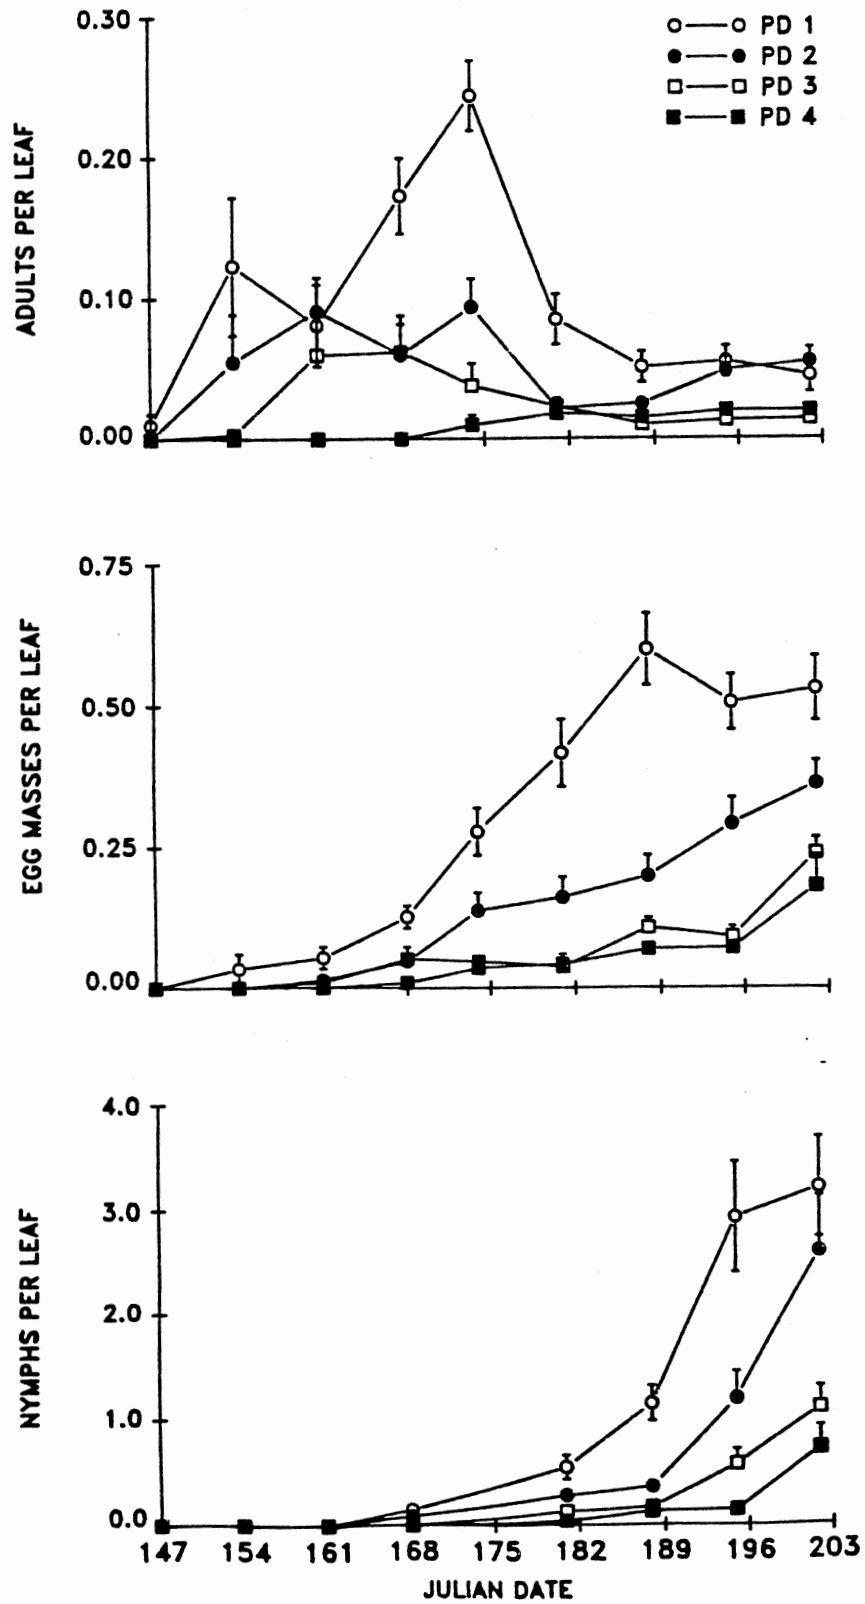 0.30
PD 1
PD 2
PD 3
PD 4
0.20
0.10
0.00
ADULTS PER LEAF
0.75
0.50
0.25
0.00
EGG MASSES PER LEAF
4.0
3.0
2.0
1.0
0.0
NYMPHS PER LEAF
147 154 161 168 175 182 189 196 203
JULIAN DATE